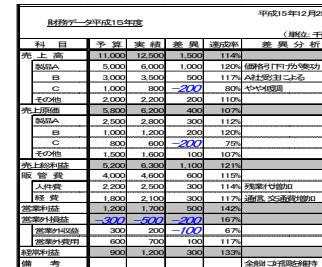 平成15年12月25
財務データ平成15年度
(単位: 千
科 目 予 算 実 績 差 異 達成率 差 異 分 析
売 上 高 11,000 12,500 1,500 114%
製品A 5,000 6,000 1,000 120% 価格引下げが奏功
B 3,000 3,500 500 117% A社受注による
C 1,000 800 -200 80% やや低調
その他 2,000 2,200 200 110%
売上原価 5,800 6,200 400 107%
製品A 2,500 2,800 300 112%
B 1,000 1,200 200 120%
C 800 600 -200 75%
その他 1,500 1,600 100 107%
売上総利益 5,200 6,300 1,100 121%
販 管 費 4,000 4,600 600 115%
人件費 2,200 2,500 300 114% 残業代増加
経 費 1,800 2,100 300 117% 通信、交通費増加
営業利益 1,200 1,700 500 142%
営業外損益 -300 -500 -200 167%
営業外収益 300 200 -100 67%
営業外費用 600 700 100 117%
経常利益 900 1,200 300 133%
備 考 全般に好調を維持